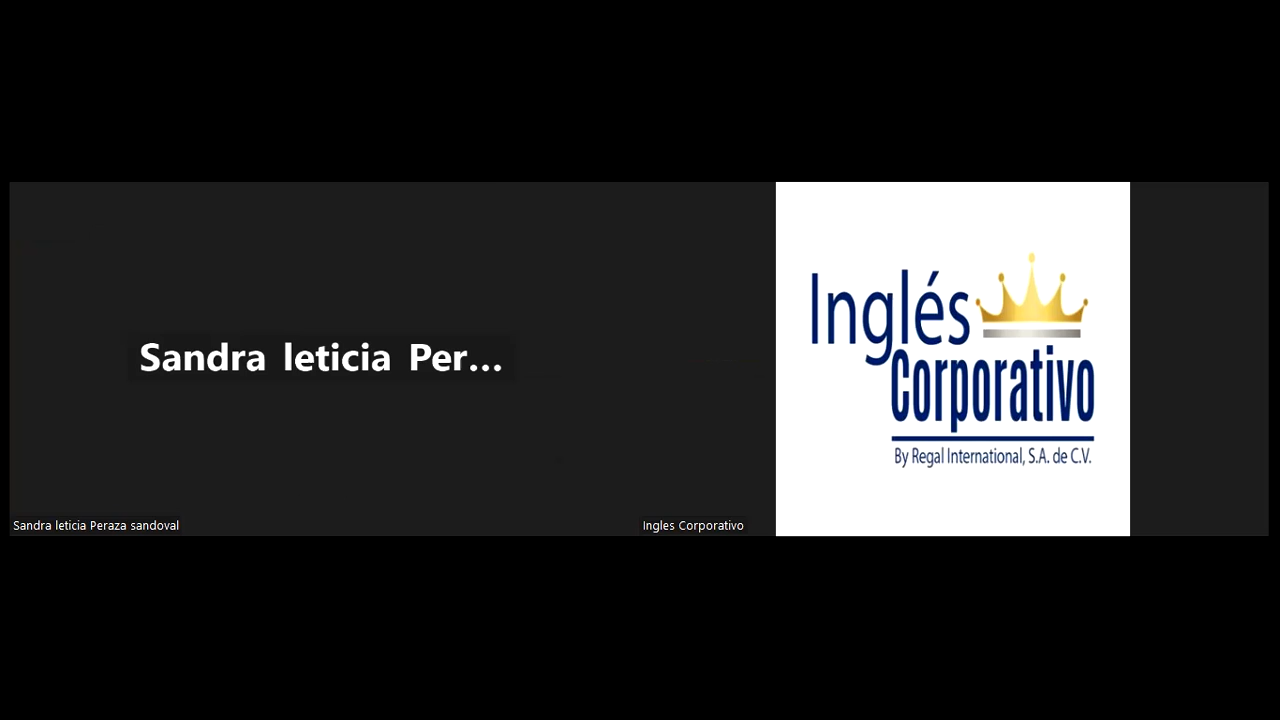 Sandra leticia Per...
Sandra leticia Peraza sandoval
Inglés
Corporativo
By Regal International, S.A. de C.V.
Ingles Corporativo